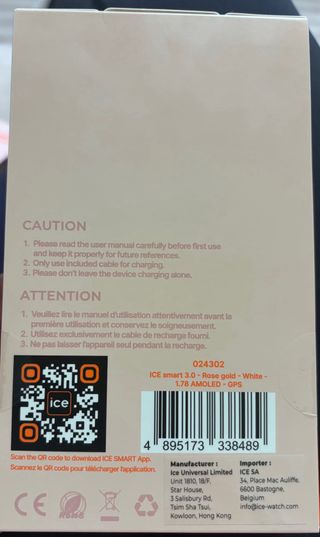 CAUTION
1. Please read the user manual carefully before first use
and keep it properly for future references.
2. Only use included cable for charging.
3. Please don't leave the device charging alone.
ATTENTION
1. Veuillez lire le manuel d'utilisation attentivement avant la
première utilisation et conservez le soigneusement.
2. Utilisez exclusivement le cable de recharge fourni.
3. Ne pas laisser l'appareil seul pendant la recharge.
ice
024302
ICE smart 3.0 - Rose gold - White -
1.78 AMOLED - GPS
4 895173 338489
Scan the QR code to download ICE SMART App.
Scannez le QR code pour télécharger l'application.
Manufacturer :
Ice Universal Limited
Unit 1810, 18/F.
Star House,
3 Salisbury Rd,
Tsim Sha Tsui,
Kowloon, Hong Kong
Importer :
ICE SA
34, Place Mac Auliffe,
6600 Bastogne,
Belgium
info@ice-watch.com
CE
RoHS